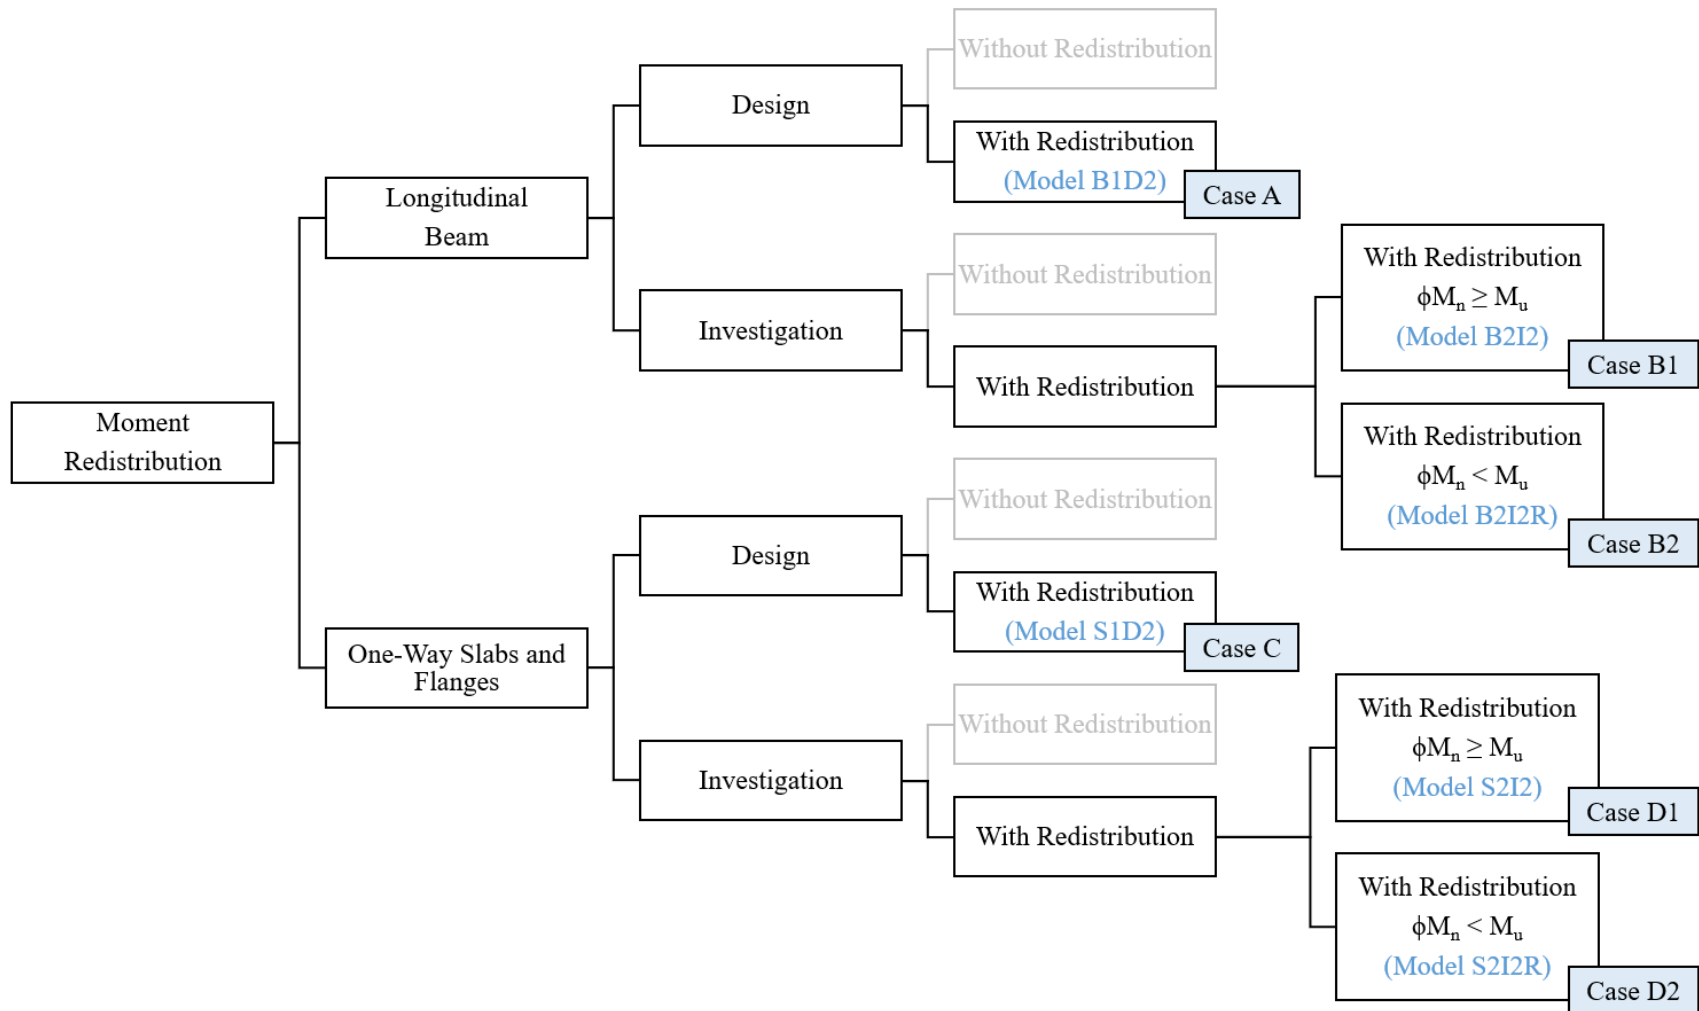 Moment
Redistribution
Longitudinal
Beam
Design
Without Redistribution
With Redistribution
(Model B1D2)
Case A
Investigation
Without Redistribution
With Redistribution
With Redistribution
ϕMn ≥ Mu
(Model B2I2)
Case B1
With Redistribution
ϕMn < Mu
(Model B2I2R)
Case B2
One-Way Slabs and
Flanges
Design
Without Redistribution
With Redistribution
(Model S1D2)
Case C
Investigation
Without Redistribution
With Redistribution
With Redistribution
ϕMn ≥ Mu
(Model S2I2)
Case D1
With Redistribution
ϕMn < Mu
(Model S2I2R)
Case D2